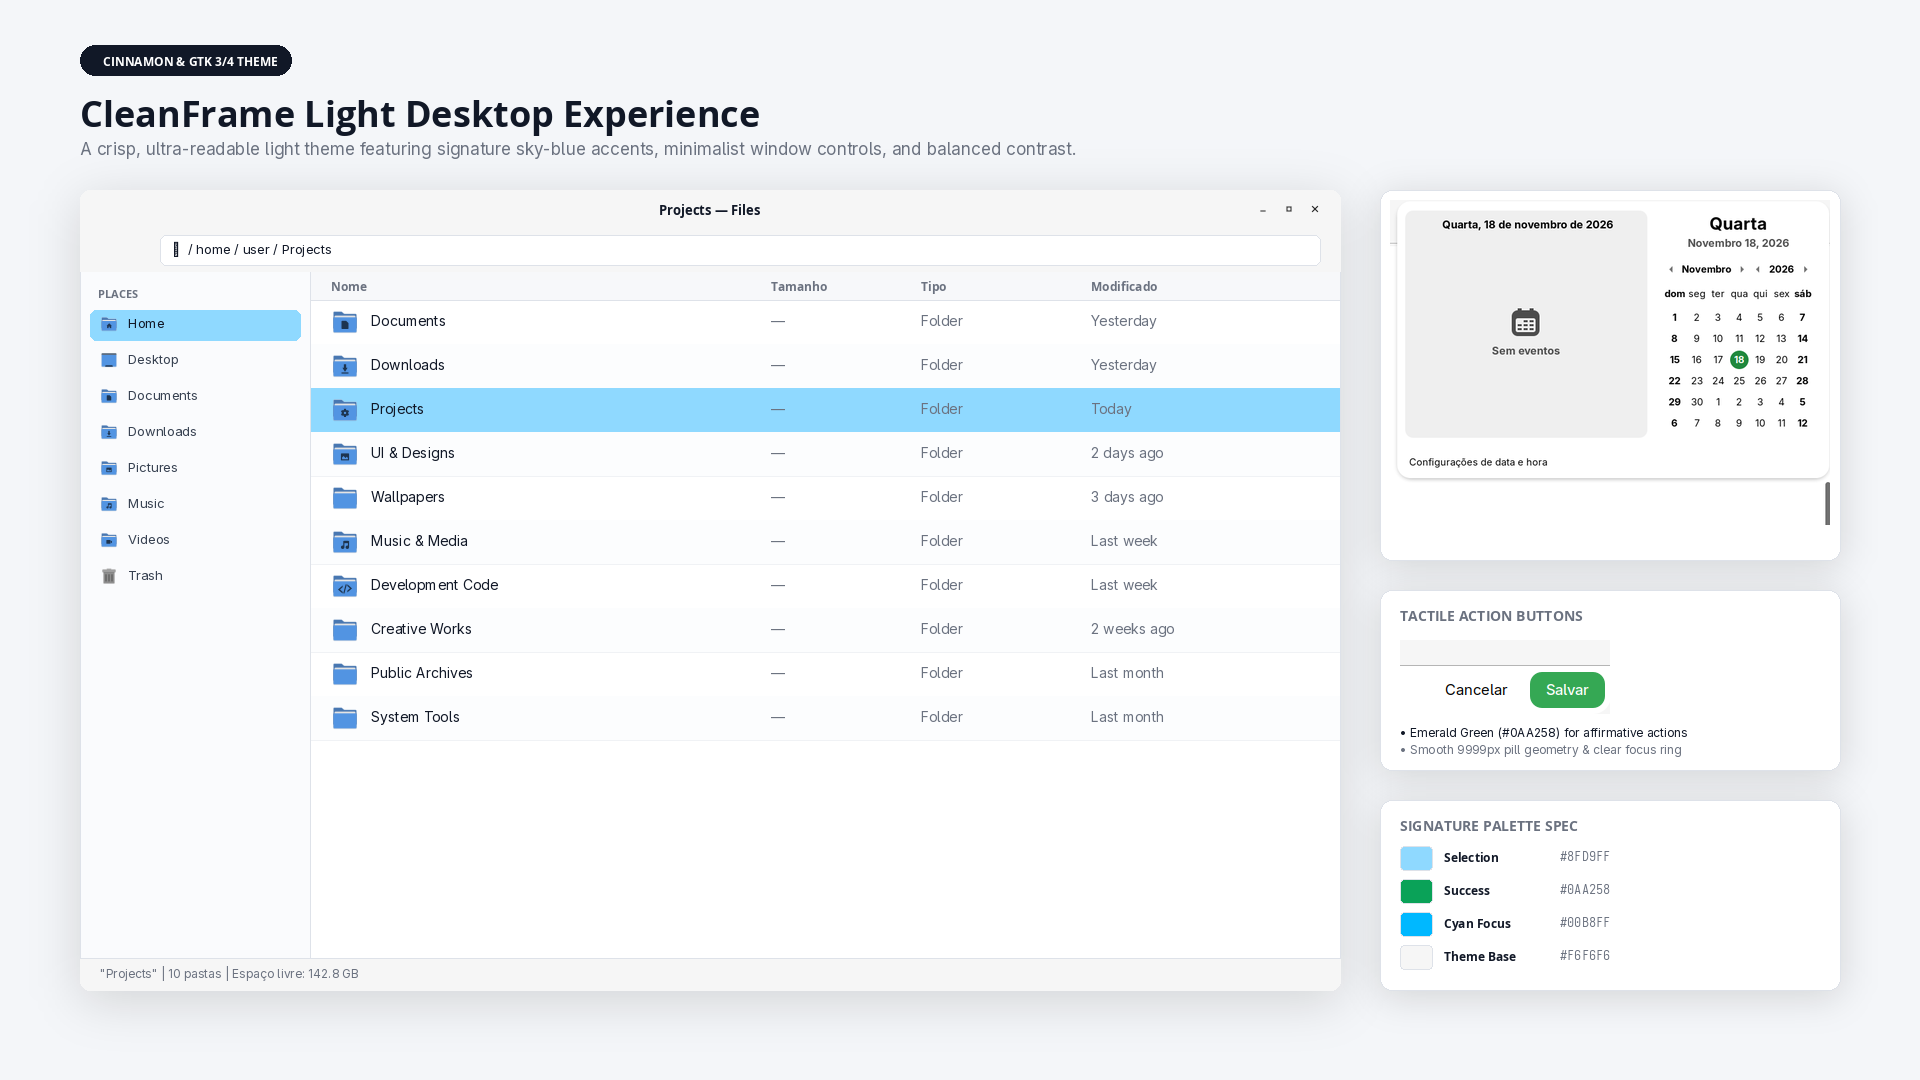 CINNAMON & GTK 3/4 THEME
CleanFrame Light Desktop Experience
A crisp, ultra-readable light theme featuring signature sky-blue accents, minimalist window controls, and balanced contrast.
Projects — Files
/ home / user / Projects
PLACES
Home
Desktop
Documents
Downloads
Pictures
Music
Videos
Trash
Nome Tamanho Tipo Modificado
Documents — Folder Yesterday
Downloads — Folder Yesterday
Projects — Folder Today
UI & Designs — Folder 2 days ago
Wallpapers — Folder 3 days ago
Music & Media — Folder Last week
Development Code — Folder Last week
Creative Works — Folder 2 weeks ago
Public Archives — Folder Last month
System Tools — Folder Last month
"Projects" | 10 pastas | Espaço livre: 142.8 GB
Quarta, 18 de novembro de 2026
Sem eventos
Configurações de data e hora
Quarta
Novembro 18, 2026
Novembro 2026
dom seg ter qua qui sex sáb
1 2 3 4 5 6 7
8 9 10 11 12 13 14
15 16 17 18 19 20 21
22 23 24 25 26 27 28
29 30 1 2 3 4 5
6 7 8 9 10 11 12
TACTILE ACTION BUTTONS
Cancelar Salvar
• Emerald Green (#0AA258) for affirmative actions
• Smooth 9999px pill geometry & clear focus ring
SIGNATURE PALETTE SPEC
Selection #8FD9FF
Success #0AA258
Cyan Focus #00B8FF
Theme Base #F6F6F6